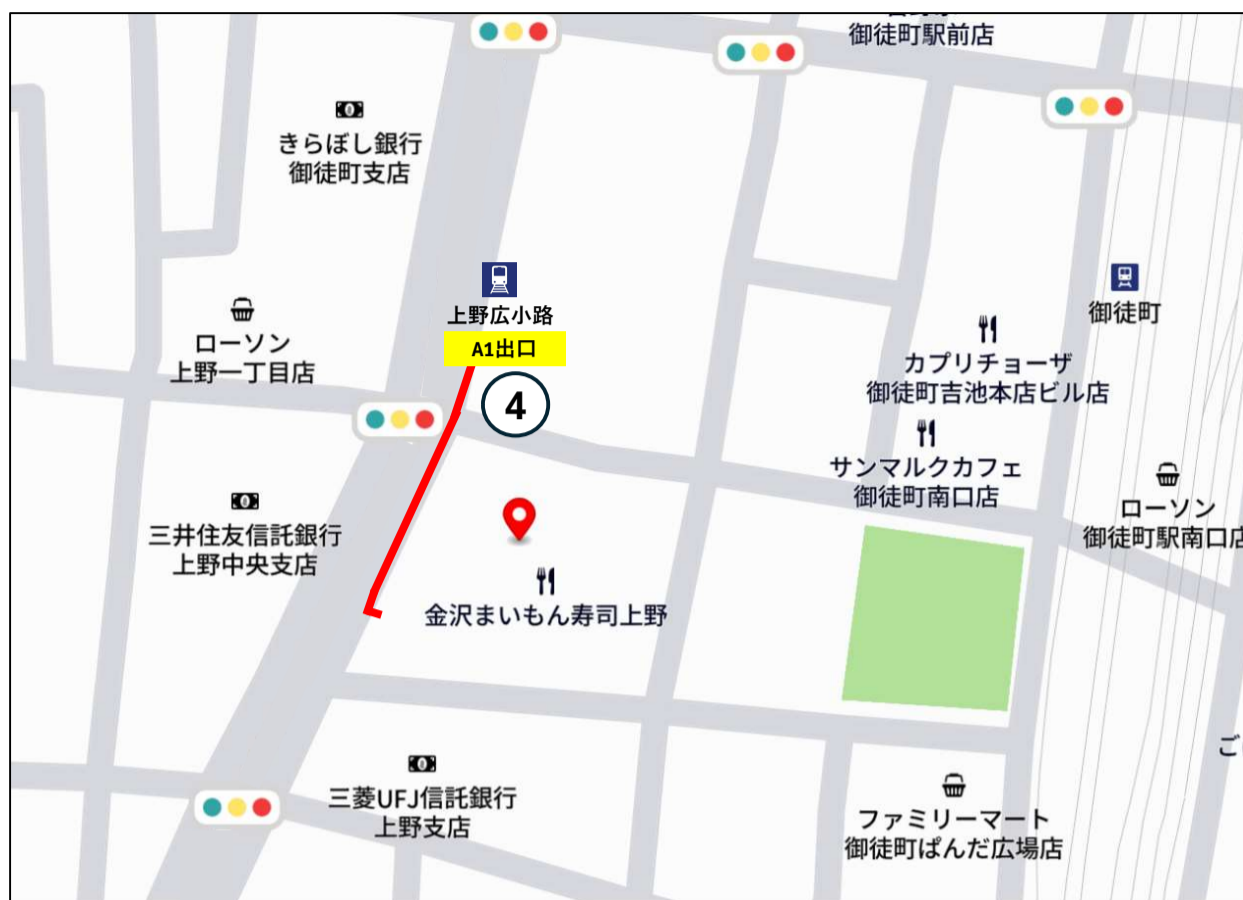 御徒町駅前店
きらぼし銀行
御徒町支店
上野広小路
A1出口
4
御徒町
ローソン
上野一丁目店
カプリチョーザ
御徒町吉池本店ビル店
サンマルクカフェ
御徒町南口店
ローソン
御徒町駅南口店
三井住友信託銀行
上野中央支店
金沢まいもん寿司上野
三菱UFJ信託銀行
上野支店
ファミリーマート
御徒町ぱんだ広場店